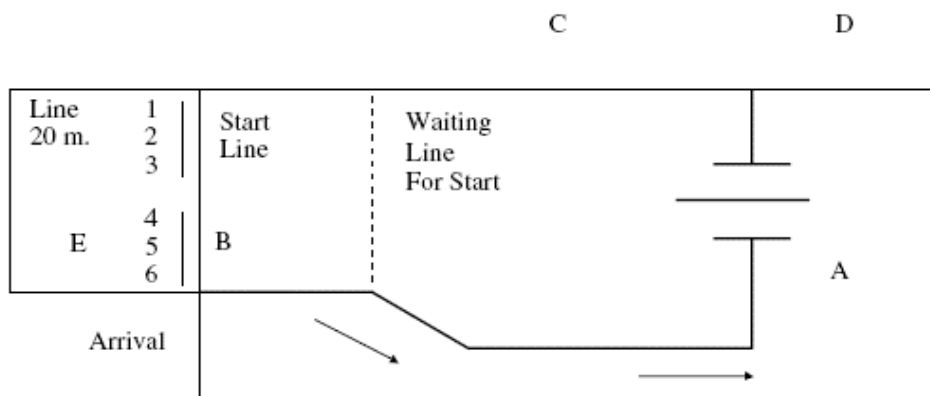 C
D
Line
20 m.
1
2
3
Start
Line
Waiting
Line
For Start
4
5
6
E
B
A
Arrival